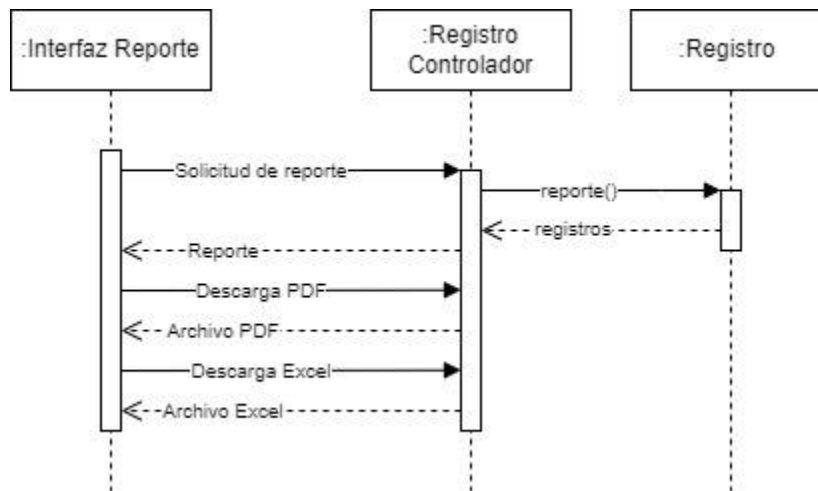 :Interfaz Reporte
:Registro
Controlador
:Registro
Solicitud de reporte
reporte()
registros
Reporte
Descarga PDF
Archivo PDF
Descarga Excel
Archivo Excel